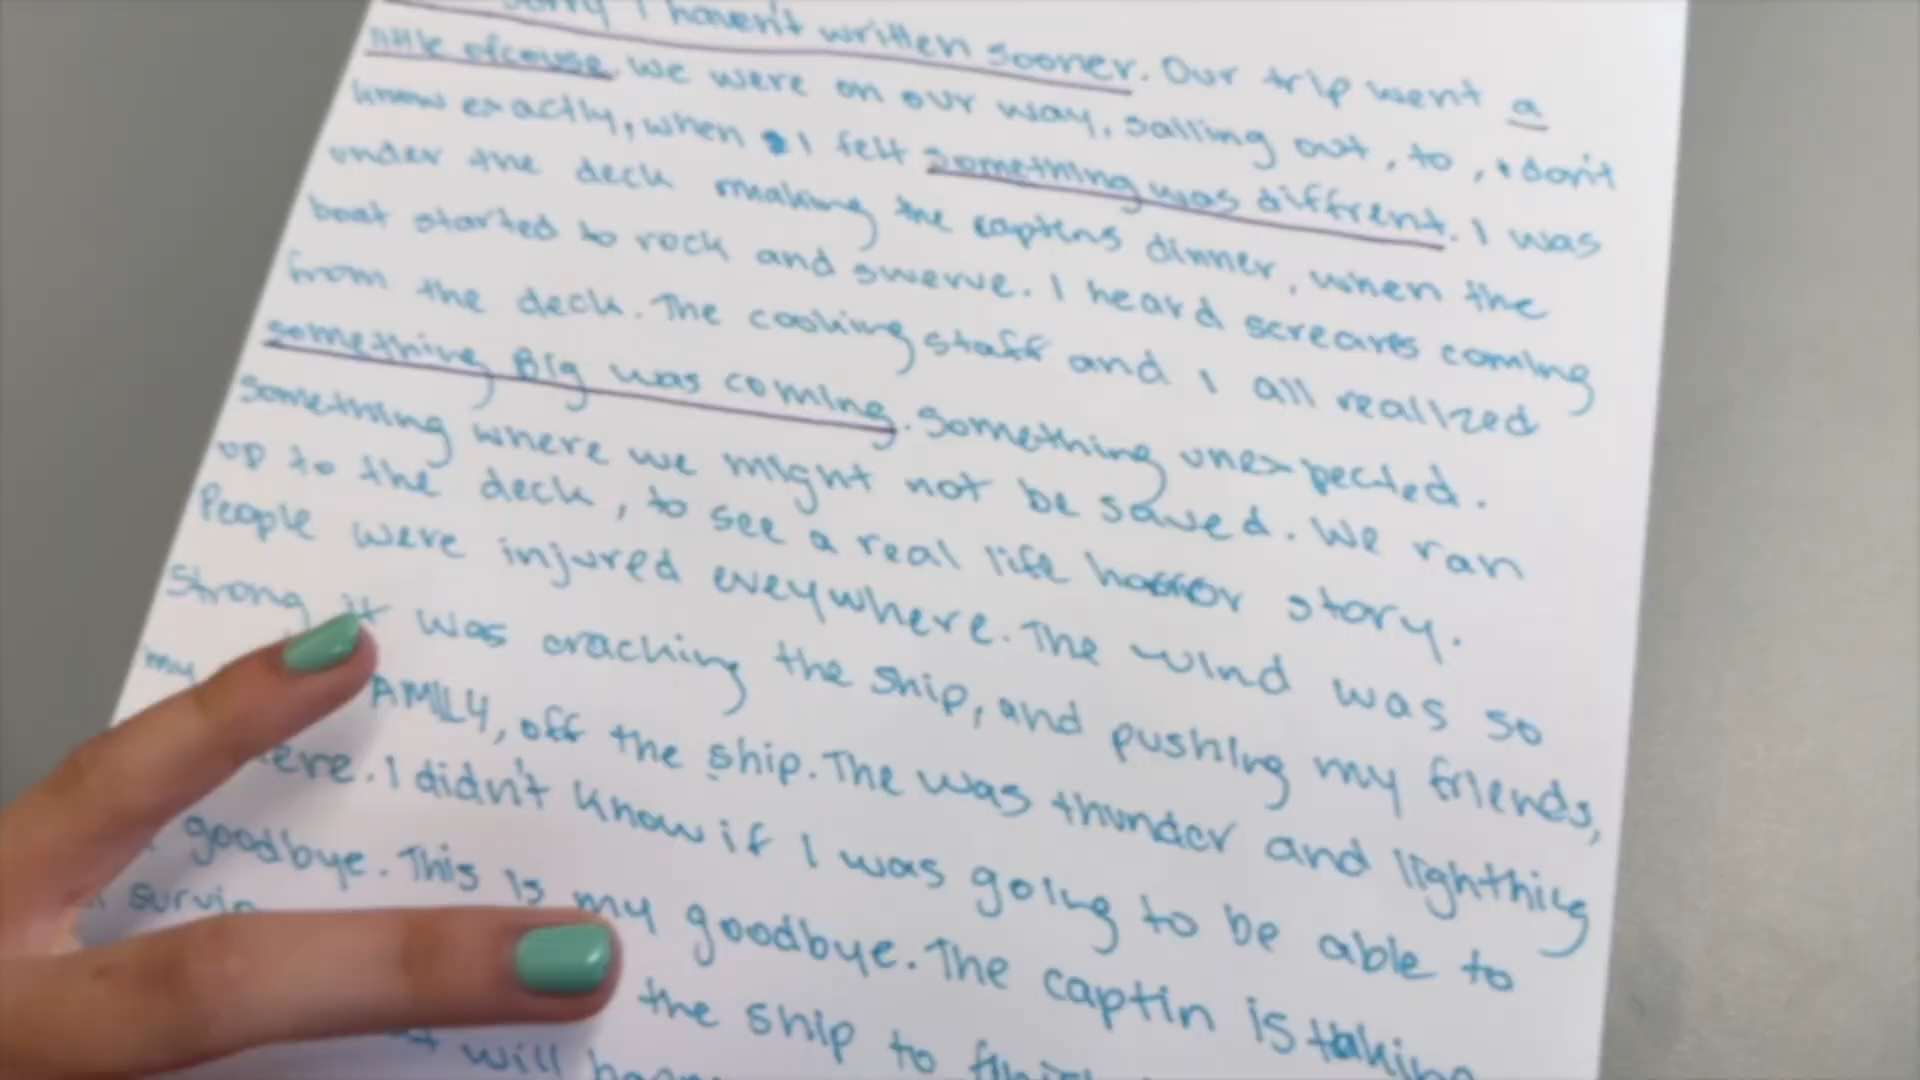 sorry I haven't written sooner. Our trip went a
little ofcouse. We were on our way, sailing out, to, I don't
know exactly, when I felt something was diffrent. I was
under the deck making the captins dinner, when the
boat started to rock and swerve. I heard screams coming
from the deck. The cooking staff and I all realized
something Big was coming. Something unexpected.
Something where we might not be saved. We ran
up to the deck, to see a real life horror story.
People were injured eveywhere. The wind was so
strong it was cracking the ship, and pushing my friends,
my AMILY, off the ship. The was thunder and lighthing
ere. I didn't know if I was going to be able to
goodbye. This is my goodbye. The captin is taking
the ship to
will